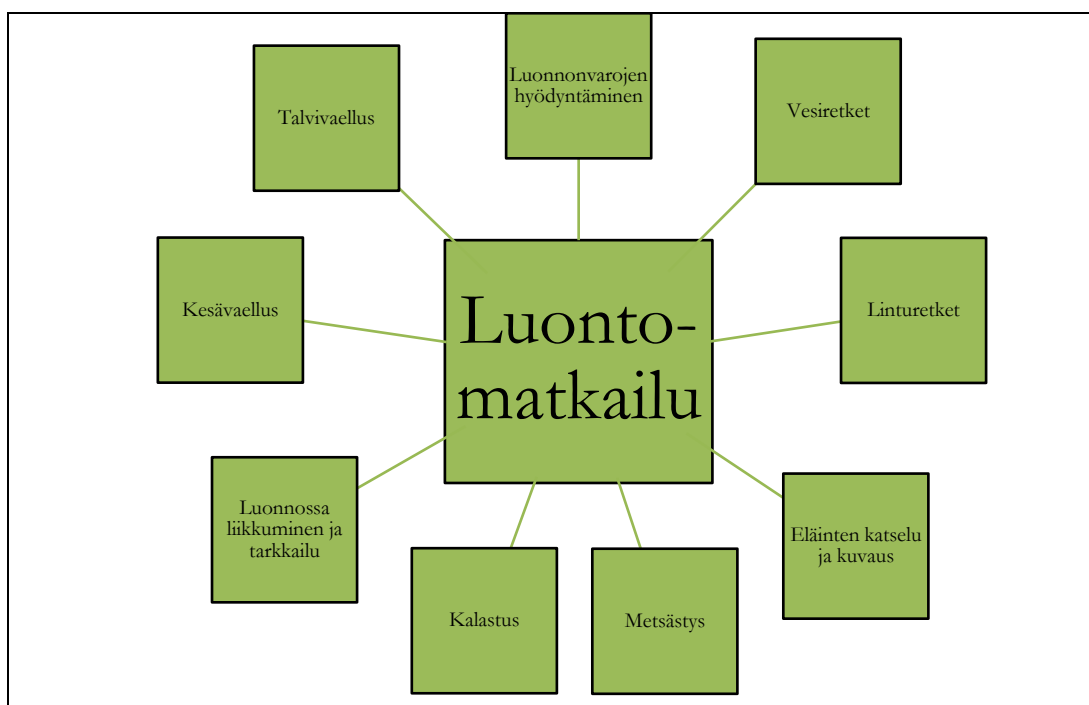 Luonnonvarojen
hyödyntäminen
Talvivaellus
Vesiretket
Kesävaellus
Luonto-
matkailu
Linturetket
Luonnossa
liikkuminen ja
tarkkailu
Eläinten katselu
ja kuvaus
Kalastus
Metsästys